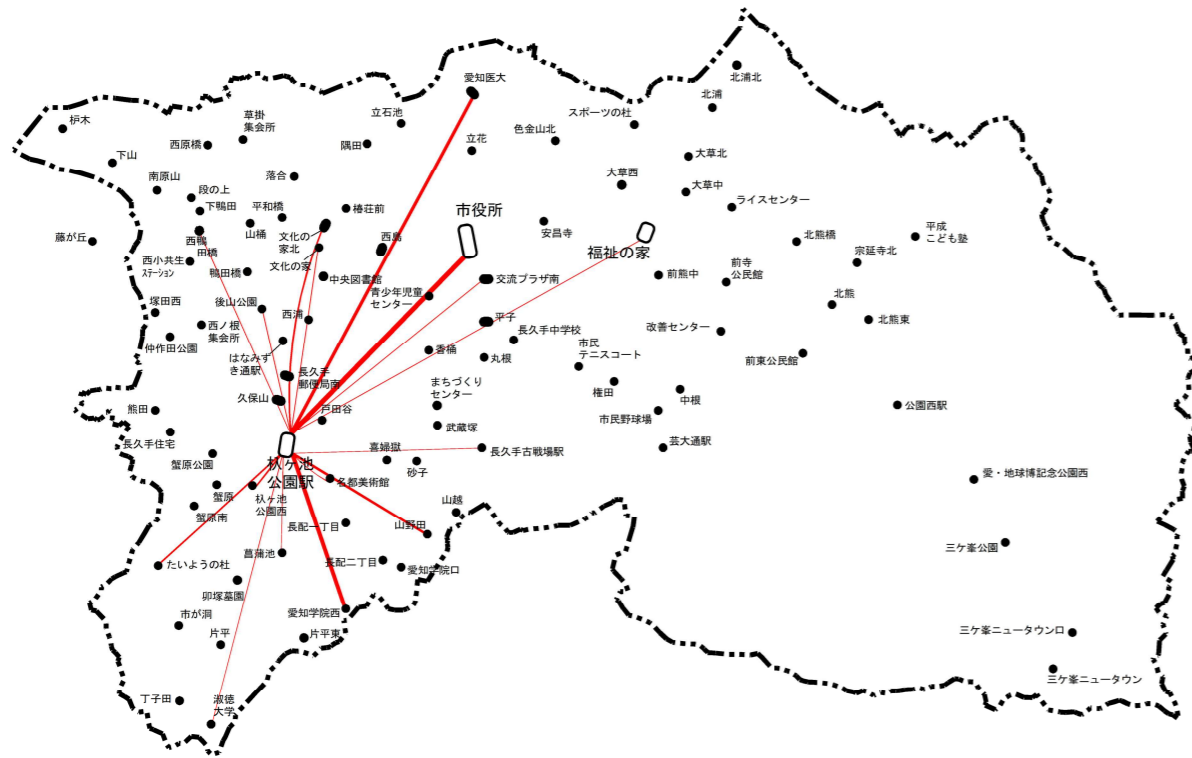 北浦北
愛知医大
北浦
枦木
草掛
集会所
立石池
スポーツの杜
西原橋
隅田
立花
色金山北
下山
大草北
南原山
落合
大草西
段の上
大草中
下鴨田
平和橋
椿荘前
市役所
ライスセンター
藤が丘
西鴨
田橋
山桶
文化の
家北
西島
安昌寺
福祉の家
北熊橋
平成
こども塾
西小共生
ステーション
鴨田橋
文化の家
中央図書館
交流プラザ南
前熊中
前寺
公民館
宗延寺北
青少年児童
センター
塚田西
後山公園
西浦
平子
北熊
西ノ根
集会所
長久手中学校
改善センター
北熊東
仲作田公園
はなみず
き通駅
香桶
丸根
市民
テニスコート
前東公民館
長久手
郵便局南
まちづくり
センター
権田
久保山
戸田谷
中根
熊田
市民野球場
公園西駅
武蔵塚
長久手住宅
喜婦嶽
長久手古戦場駅
芸大通駅
蟹原公園
杁ヶ池
公園駅
砂子
名都美術館
愛・地球博記念公園西
蟹原
杁ヶ池
公園西
山越
蟹原南
長配一丁目
山野田
三ケ峯公園
菖蒲池
長配二丁目
たいようの杜
愛知学院口
卯塚墓園
愛知学院西
市が洞
片平
片平東
三ケ峯ニュータウン口
三ケ峯ニュータウン
丁子田
淑徳
大学